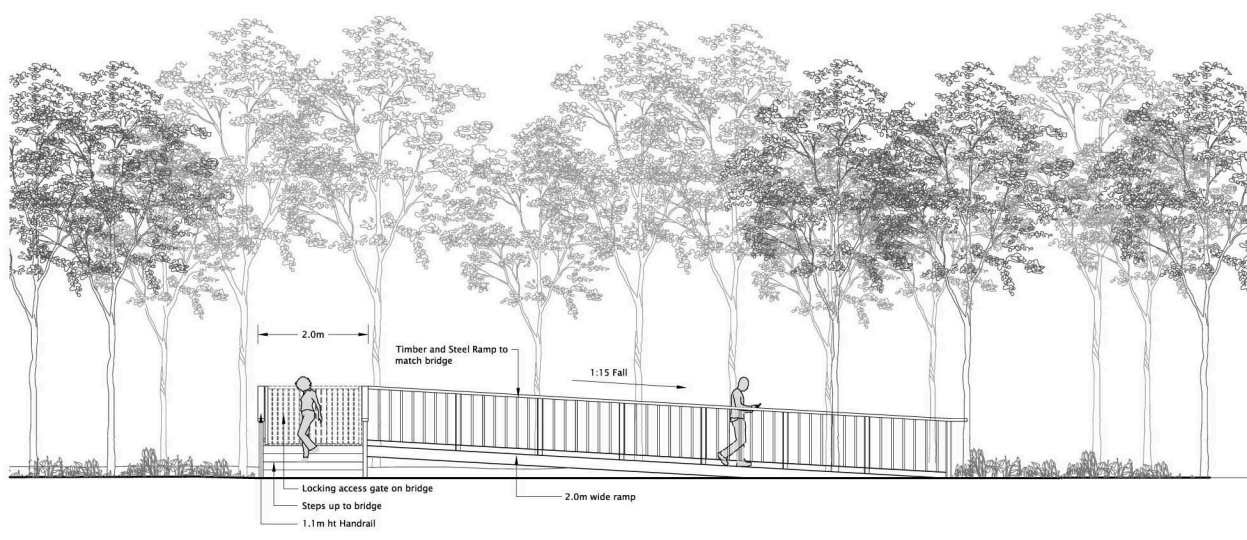 2.0m
Timber and Steel Ramp to
match bridge
1:15 Fall
Locking access gate on bridge
Steps up to bridge
1.1m ht Handrail
2.0m wide ramp